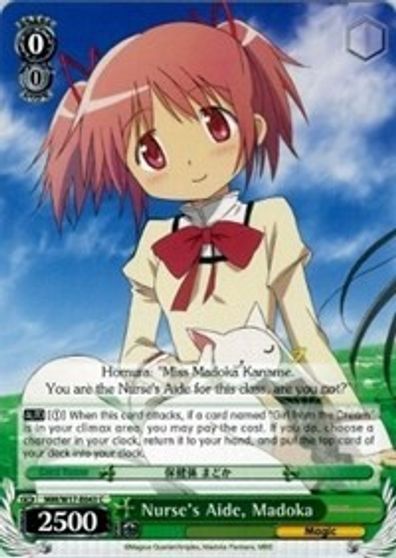 0
0
Homura: "Miss Madoka Kaname.
You are the Nurse's Aide for this class, are you not?"
AUTO [①] When this card attacks, if a card named "Girl from the Dream"
is in your climax area, you may pay the cost. If you do, choose a
character in your clock, return it to your hand, and put the top card
of your deck into your clock.
保健係 まどか
2500
Nurse's Aide, Madoka
Magic